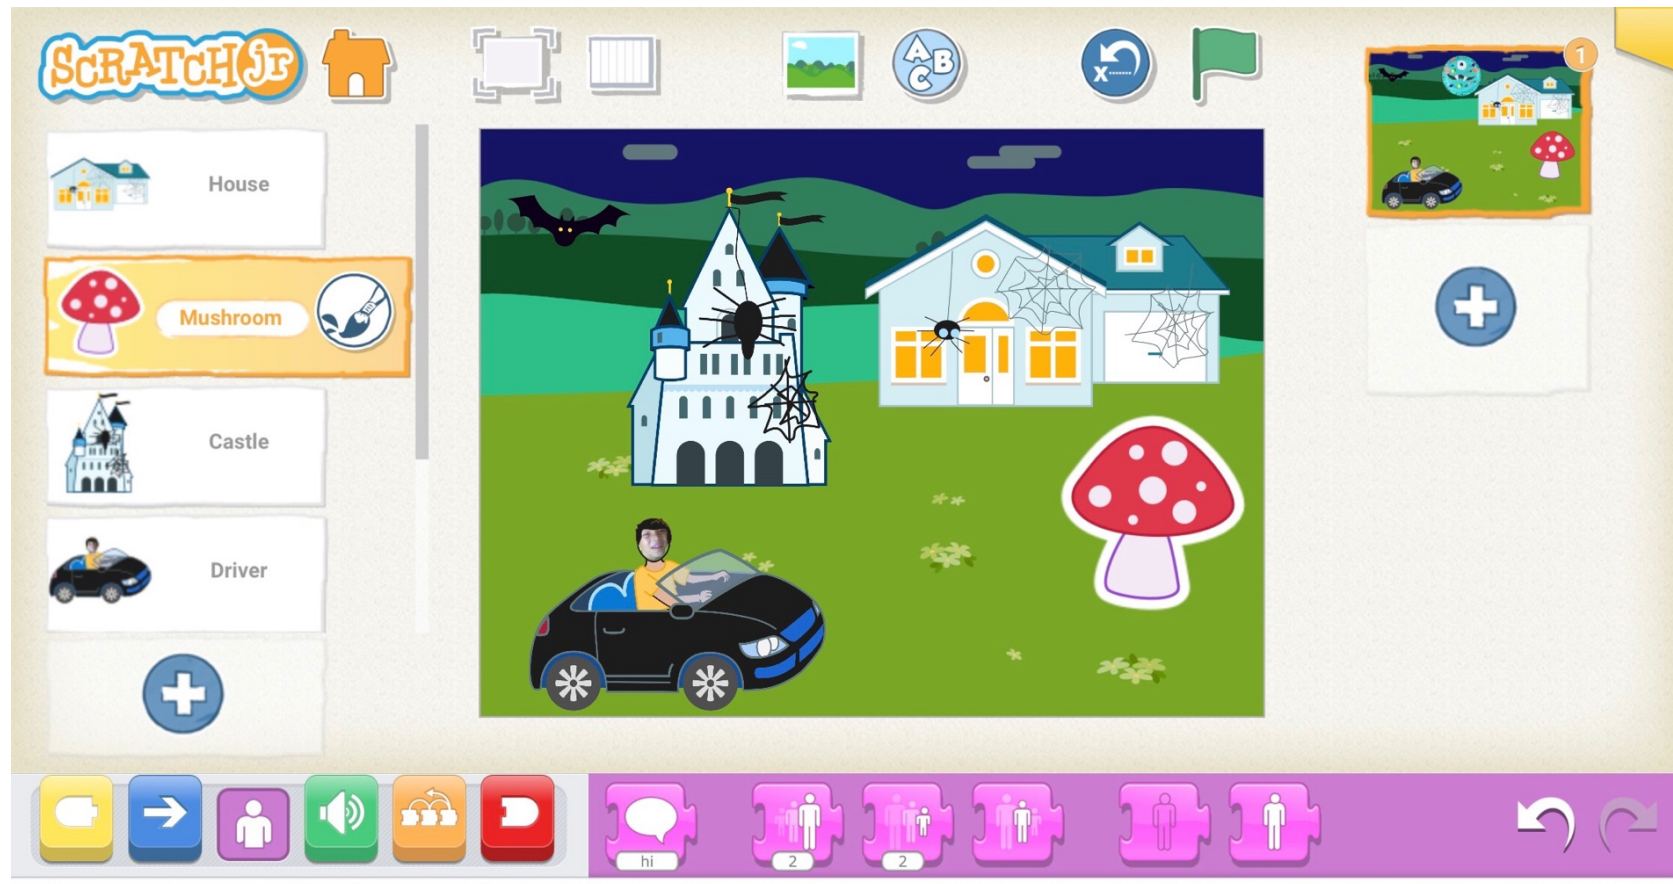 SCRATCHJr
A B C
x
1
House
Mushroom
Castle
Driver
hi
2
2